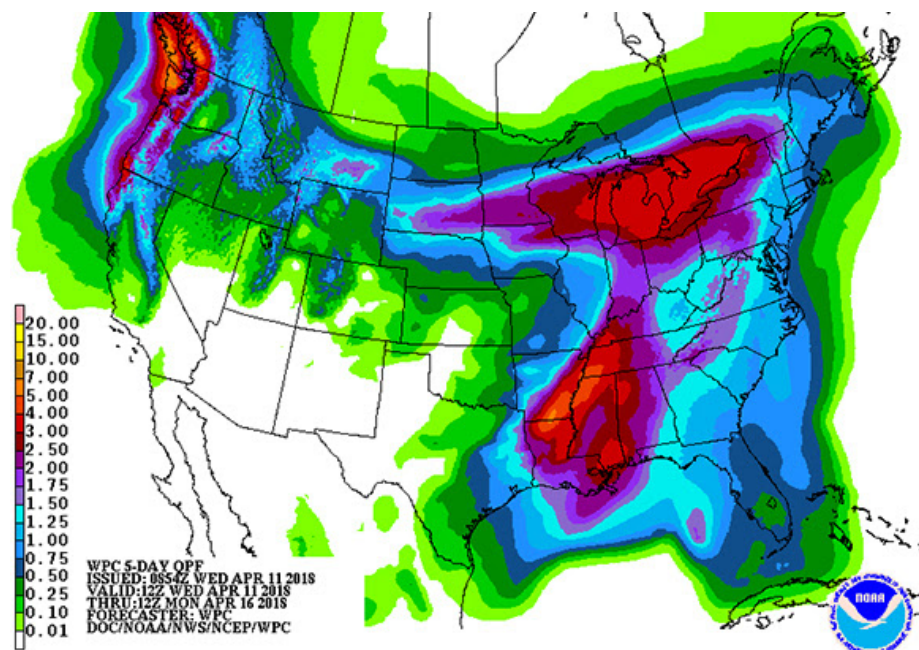 20.00
15.00
10.00
7.00
5.00
4.00
3.00
2.50
2.00
1.75
1.50
1.25
1.00
0.75
0.50
0.25
0.10
0.01
WPC 5-DAY QPF
ISSUED: 0854Z WED APR 11 2018
VALID:12Z WED APR 11 2018
THRU:12Z MON APR 16 2018
FORECASTER: WPC
DOC/NOAA/NWS/NCEP/WPC
NOAA